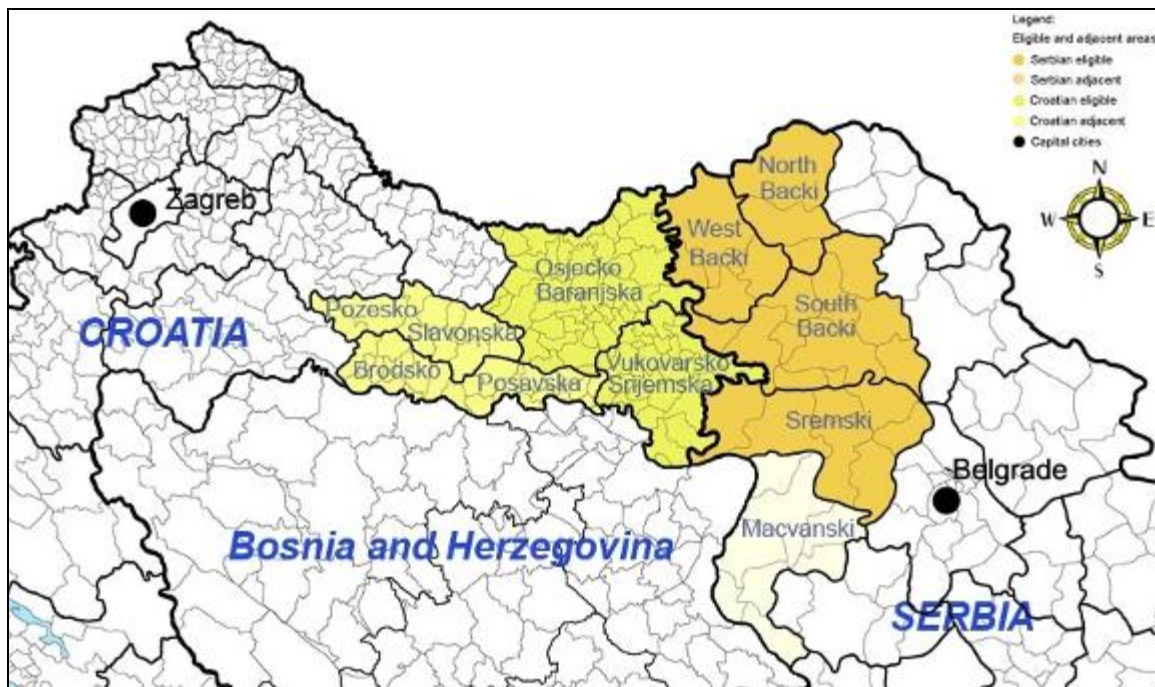 Legend:
Eligible and adjacent areas
Serbian eligible
Serbian adjacent
Croatian eligible
Croatian adjacent
Capital cities
N
W
E
S
Zagreb
CROATIA
North
Backi
West
Backi
South
Backi
Osjecko
Baranjska
Pozesko
Slavonska
Brodsko
Posavska
Vukovarsko
Srijemska
Sremski
Belgrade
Macvanski
Bosnia and Herzegovina
SERBIA